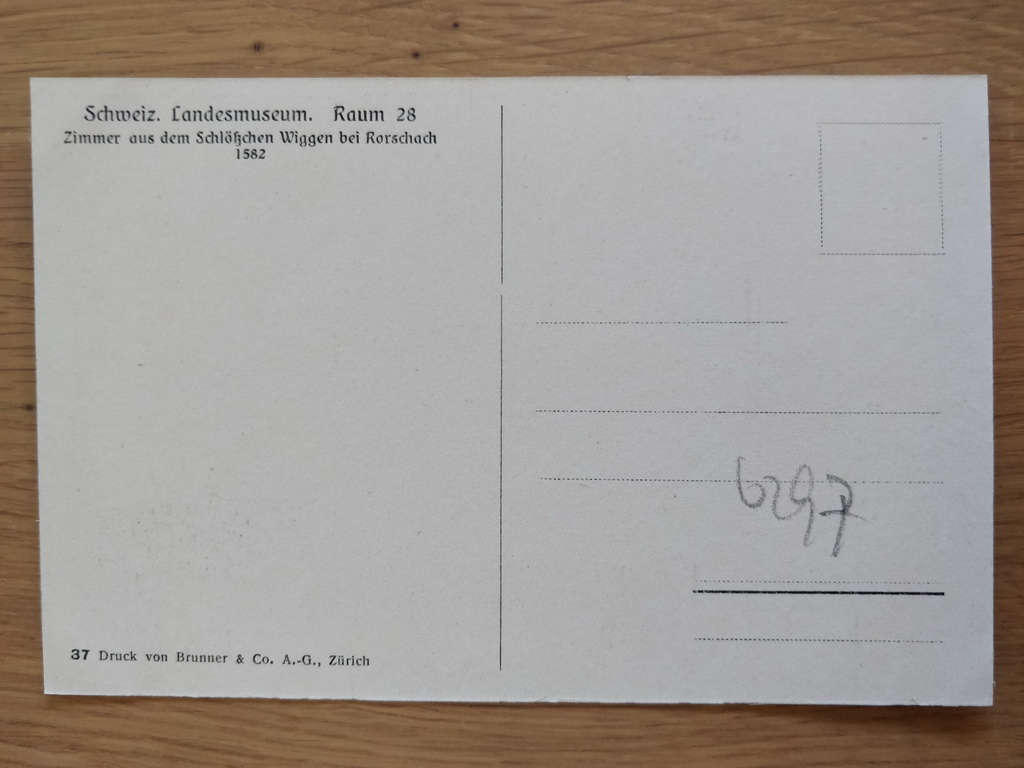 Schweiz. Landesmuseum. Raum 28
Zimmer aus dem Schlößchen Wiggen bei Rorschach
1582
6297
37 Druck von Brunner & Co. A.-G., Zürich